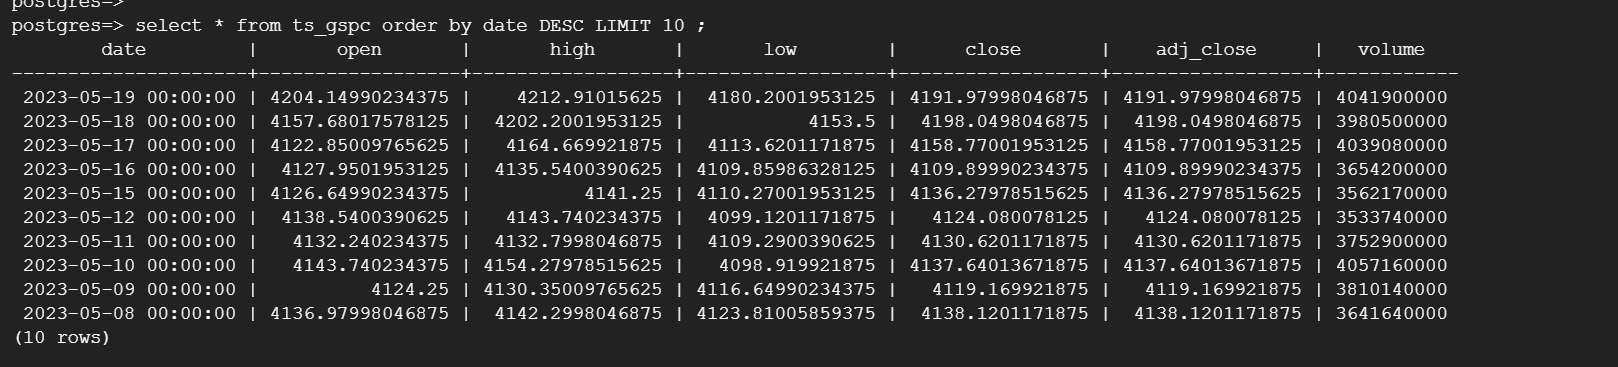 postgres=>
postgres=> select * from ts_gspc order by date DESC LIMIT 10 ;
        date         |       open       |       high       |       low        |      close       |    adj_close     |   volume
---------------------+------------------+------------------+------------------+------------------+------------------+------------
 2023-05-19 00:00:00 | 4204.14990234375 |    4212.91015625 |  4180.2001953125 | 4191.97998046875 | 4191.97998046875 | 4041900000
 2023-05-18 00:00:00 | 4157.68017578125 |  4202.2001953125 |           4153.5 |  4198.0498046875 |  4198.0498046875 | 3980500000
 2023-05-17 00:00:00 | 4122.85009765625 |   4164.669921875 |  4113.6201171875 | 4158.77001953125 | 4158.77001953125 | 4039080000
 2023-05-16 00:00:00 |  4127.9501953125 |  4135.5400390625 | 4109.85986328125 | 4109.89990234375 | 4109.89990234375 | 3654200000
 2023-05-15 00:00:00 | 4126.64990234375 |          4141.25 | 4110.27001953125 | 4136.27978515625 | 4136.27978515625 | 3562170000
 2023-05-12 00:00:00 |  4138.5400390625 |   4143.740234375 |  4099.1201171875 |   4124.080078125 |   4124.080078125 | 3533740000
 2023-05-11 00:00:00 |   4132.240234375 |  4132.7998046875 |  4109.2900390625 |  4130.6201171875 |  4130.6201171875 | 3752900000
 2023-05-10 00:00:00 |   4143.740234375 | 4154.27978515625 |   4098.919921875 | 4137.64013671875 | 4137.64013671875 | 4057160000
 2023-05-09 00:00:00 |          4124.25 | 4130.35009765625 | 4116.64990234375 |   4119.169921875 |   4119.169921875 | 3810140000
 2023-05-08 00:00:00 | 4136.97998046875 |  4142.2998046875 | 4123.81005859375 |  4138.1201171875 |  4138.1201171875 | 3641640000
(10 rows)